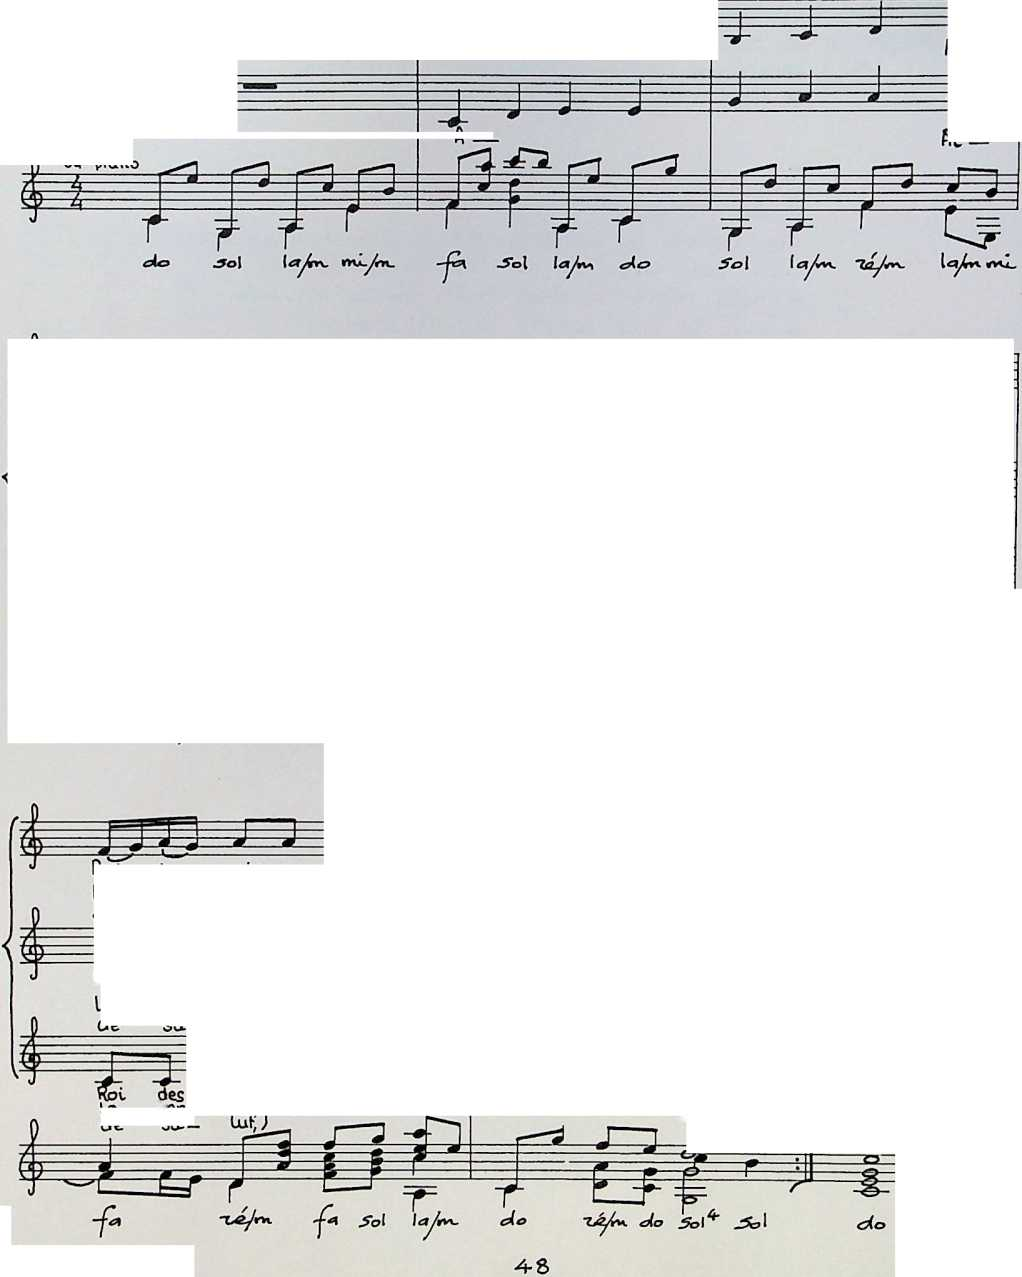 piano
4 4
do sol la/m mi/m fa sol la/m do sol la/m ré/m la/m mi
Roi des
fa ré/m fa sol la/m do ré/m do sol4 sol do
48